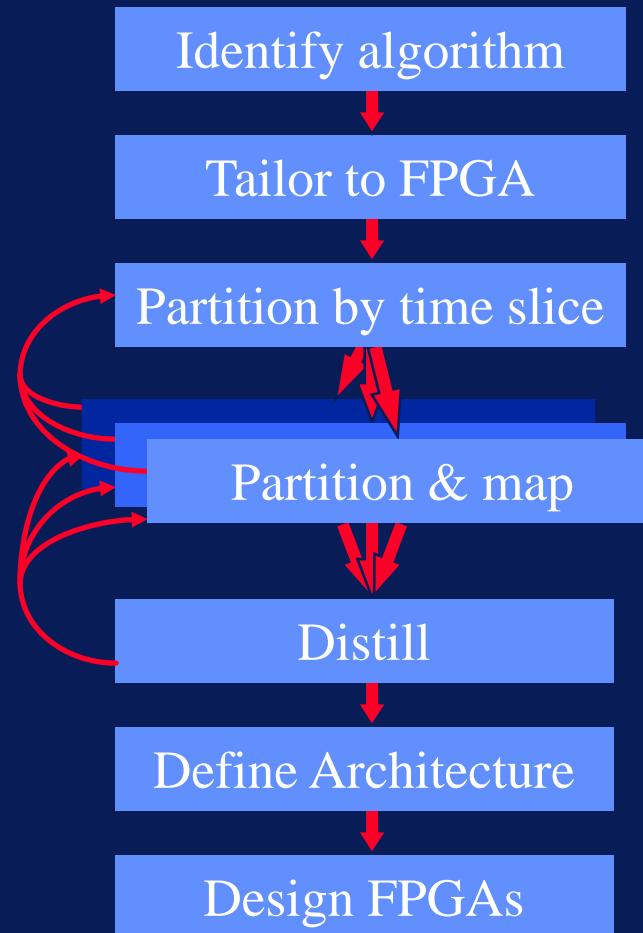 Identify algorithm
Tailor to FPGA
Partition by time slice
Partition & map
Distill
Define Architecture
Design FPGAs